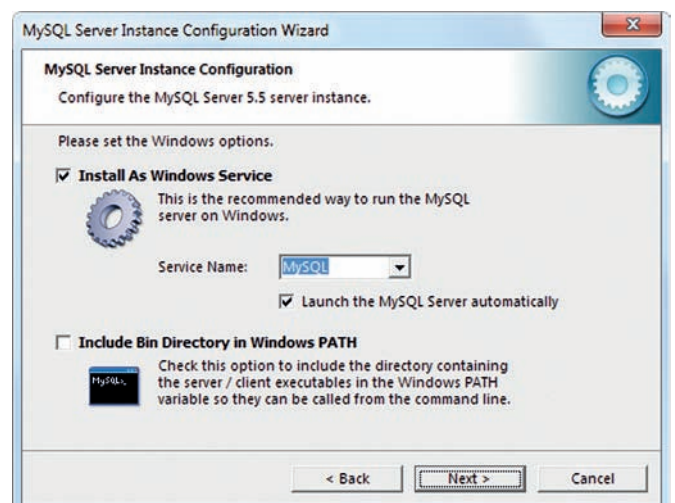 MySQL Server Instance Configuration Wizard
MySQL Server Instance Configuration
Configure the MySQL Server 5.5 server instance.
Please set the Windows options.
Install As Windows Service
This is the recommended way to run the MySQL
server on Windows.
Service Name: MySQL
Launch the MySQL Server automatically
Include Bin Directory in Windows PATH
Check this option to include the directory containing
the server / client executables in the Windows PATH
variable so they can be called from the command line.
< Back Next > Cancel